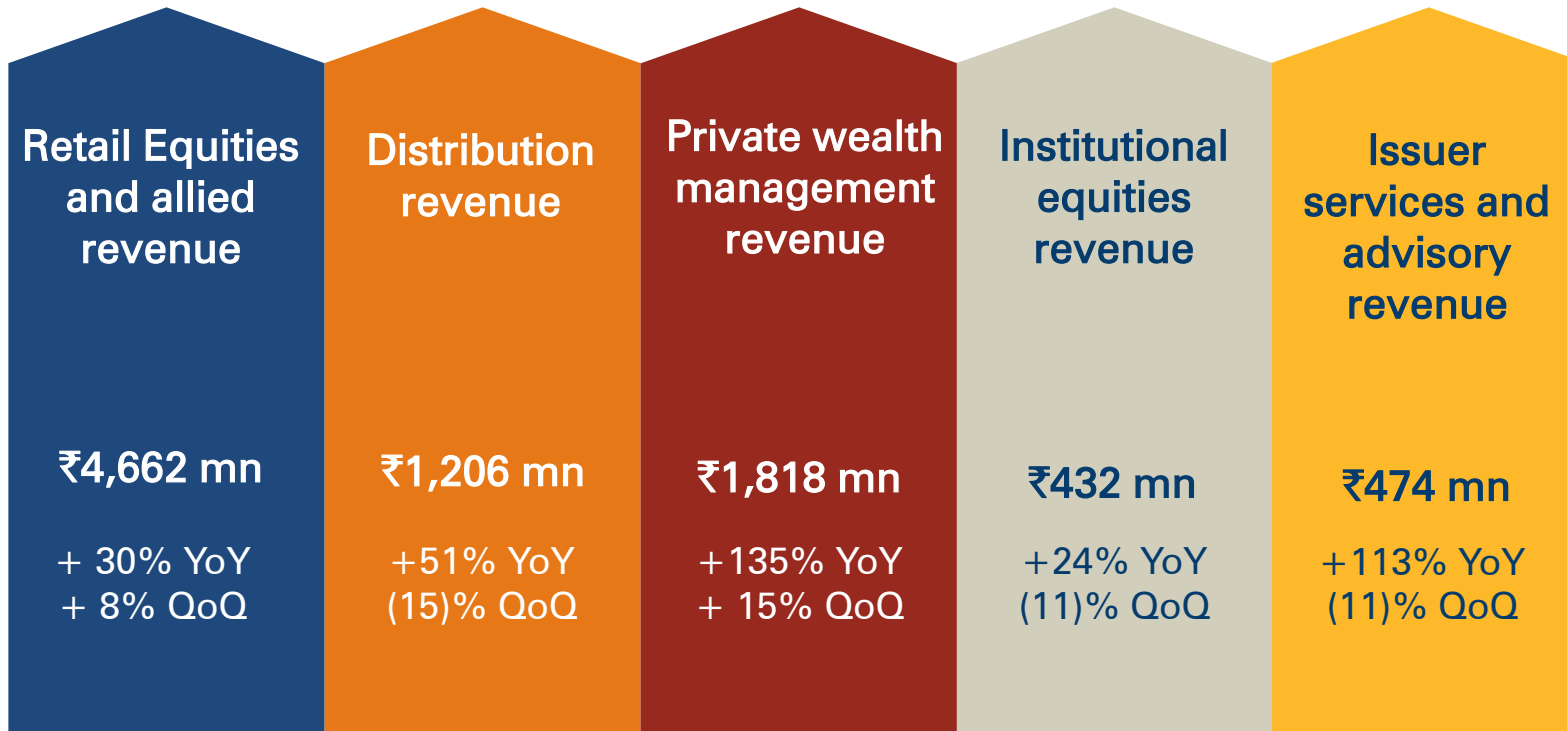 Retail Equities
and allied
revenue
₹4,662 mn
+ 30% YoY
+ 8% QoQ
Distribution
revenue
₹1,206 mn
+51% YoY
(15)% QoQ
Private wealth
management
revenue
₹1,818 mn
+135% YoY
+ 15% QoQ
Institutional
equities
revenue
₹432 mn
+24% YoY
(11)% QoQ
Issuer
services and
advisory
revenue
₹474 mn
+113% YoY
(11)% QoQ